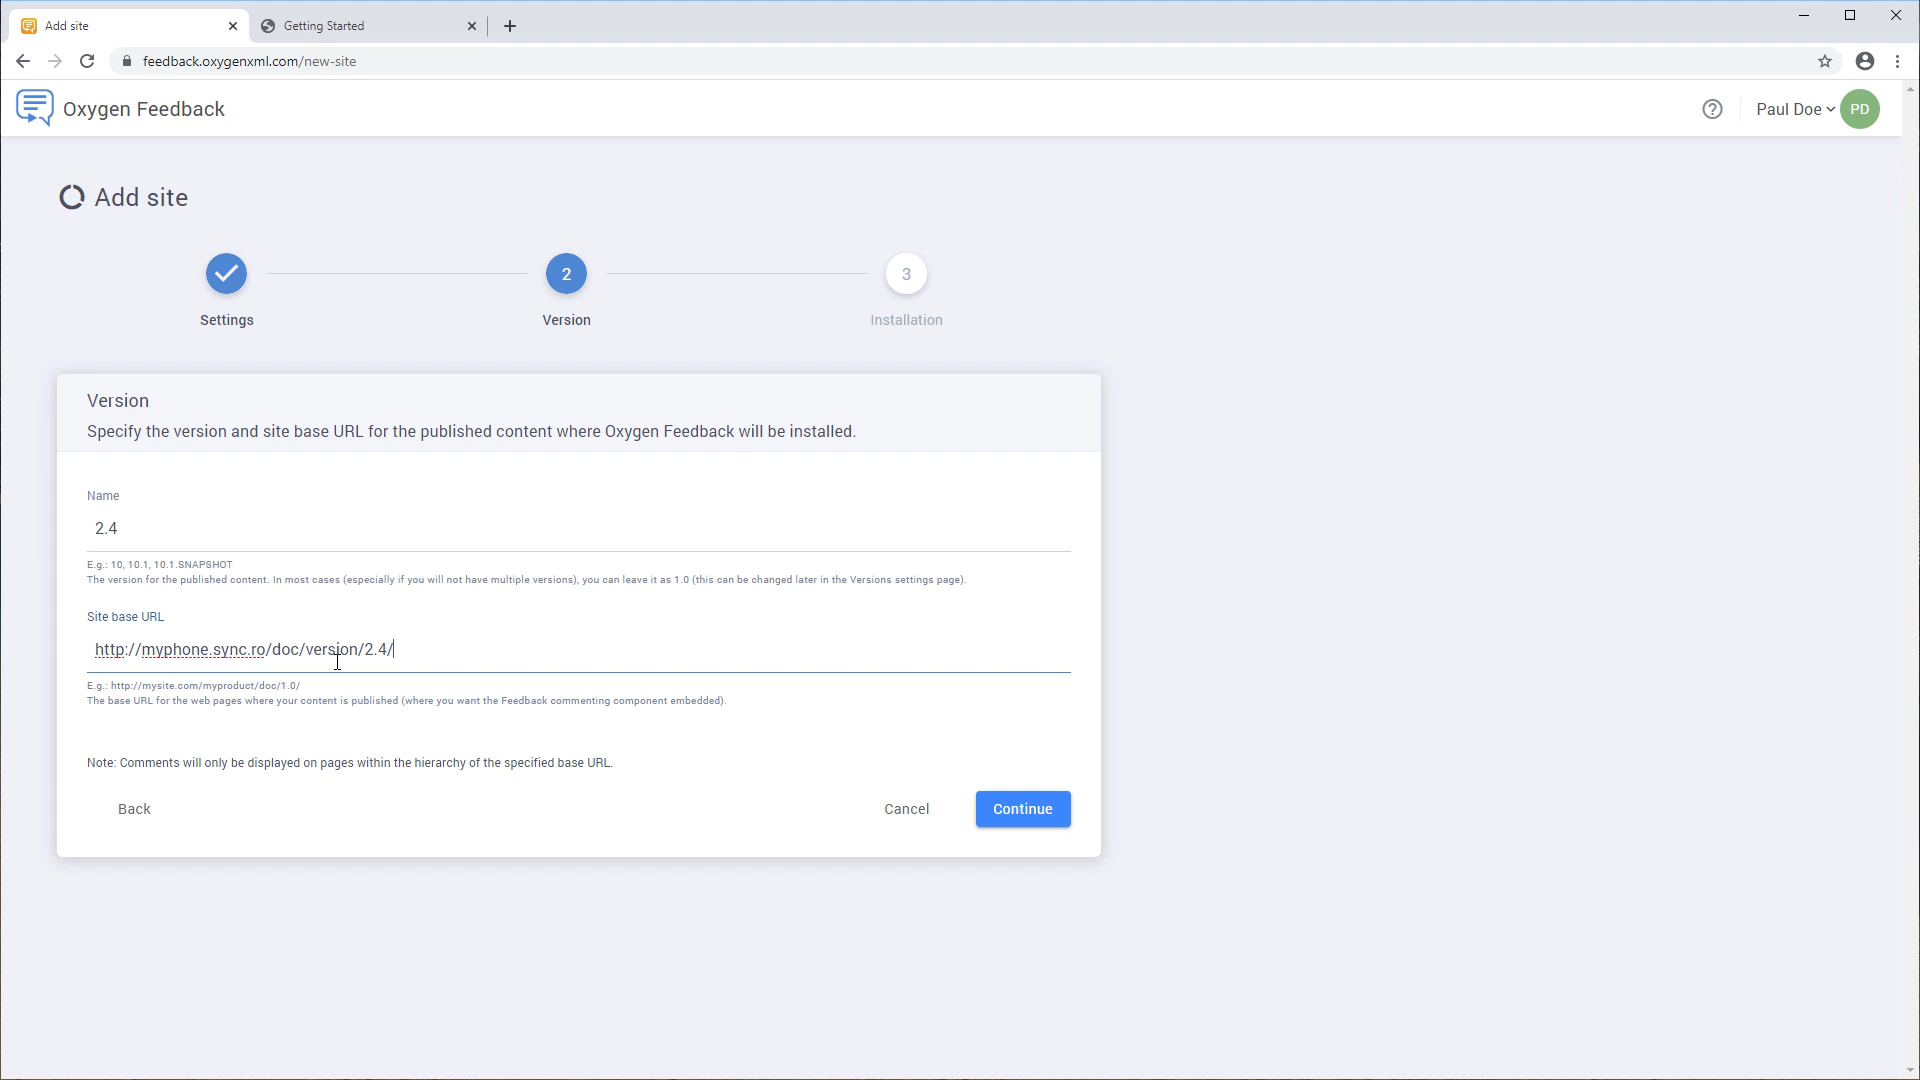 Add site
Getting Started
feedback.oxygenxml.com/new-site
Oxygen Feedback
Paul Doe
PD
Add site
2
3
Settings
Version
Installation
Version
Specify the version and site base URL for the published content where Oxygen Feedback will be installed.
Name
2.4
E.g.: 10, 10.1, 10.1.SNAPSHOT
The version for the published content. In most cases (especially if you will not have multiple versions), you can leave it as 1.0 (this can be changed later in the Versions settings page).
Site base URL
http://myphone.sync.ro/doc/version/2.4/
E.g.: http://mysite.com/myproduct/doc/1.0/
The base URL for the web pages where your content is published (where you want the Feedback commenting component embedded).
Note: Comments will only be displayed on pages within the hierarchy of the specified base URL.
Back
Cancel
Continue